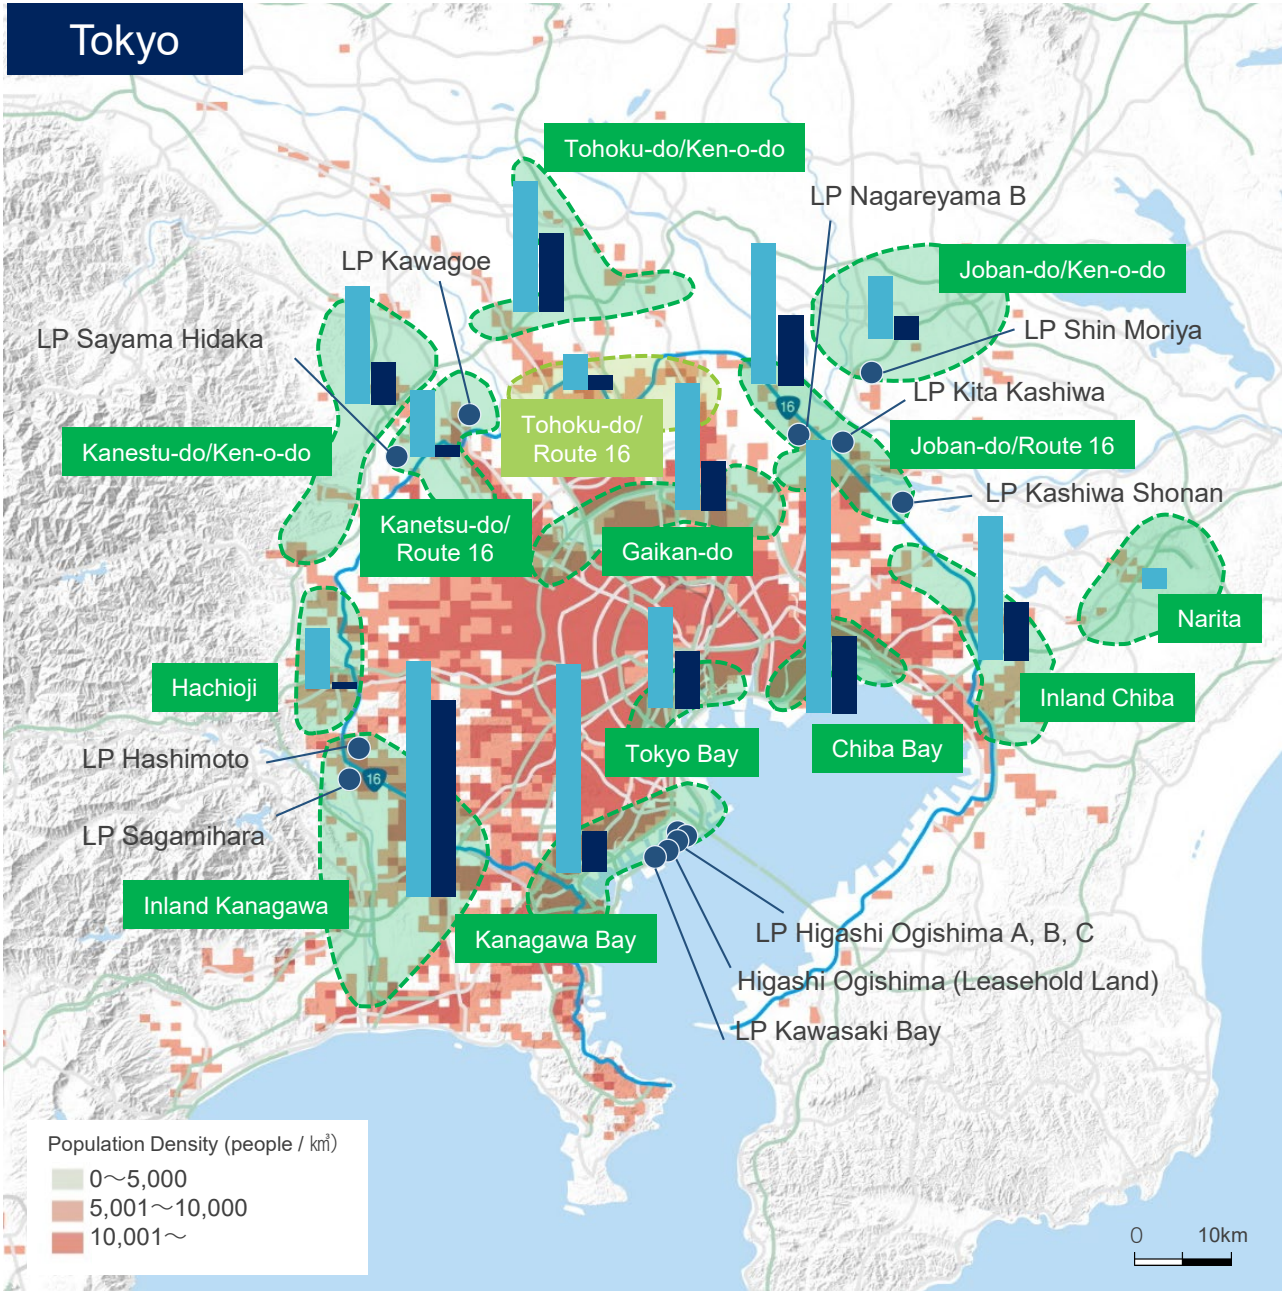 Tokyo
Tohoku-do/Ken-o-do
LP Nagareyama B
LP Kawagoe
Joban-do/Ken-o-do
LP Sayama Hidaka
LP Shin Moriya
LP Kita Kashiwa
16
Kanestu-do/Ken-o-do
Tohoku-do/
Route 16
Joban-do/Route 16
LP Kashiwa Shonan
Kanetsu-do/
Route 16
Gaikan-do
Narita
Hachioji
Inland Chiba
Tokyo Bay
Chiba Bay
LP Hashimoto
16
LP Sagamihara
Inland Kanagawa
Kanagawa Bay
LP Higashi Ogishima A, B, C
Higashi Ogishima (Leasehold Land)
LP Kawasaki Bay
Population Density (people / ㎢)
0～5,000
5,001～10,000
10,001～
0 10km